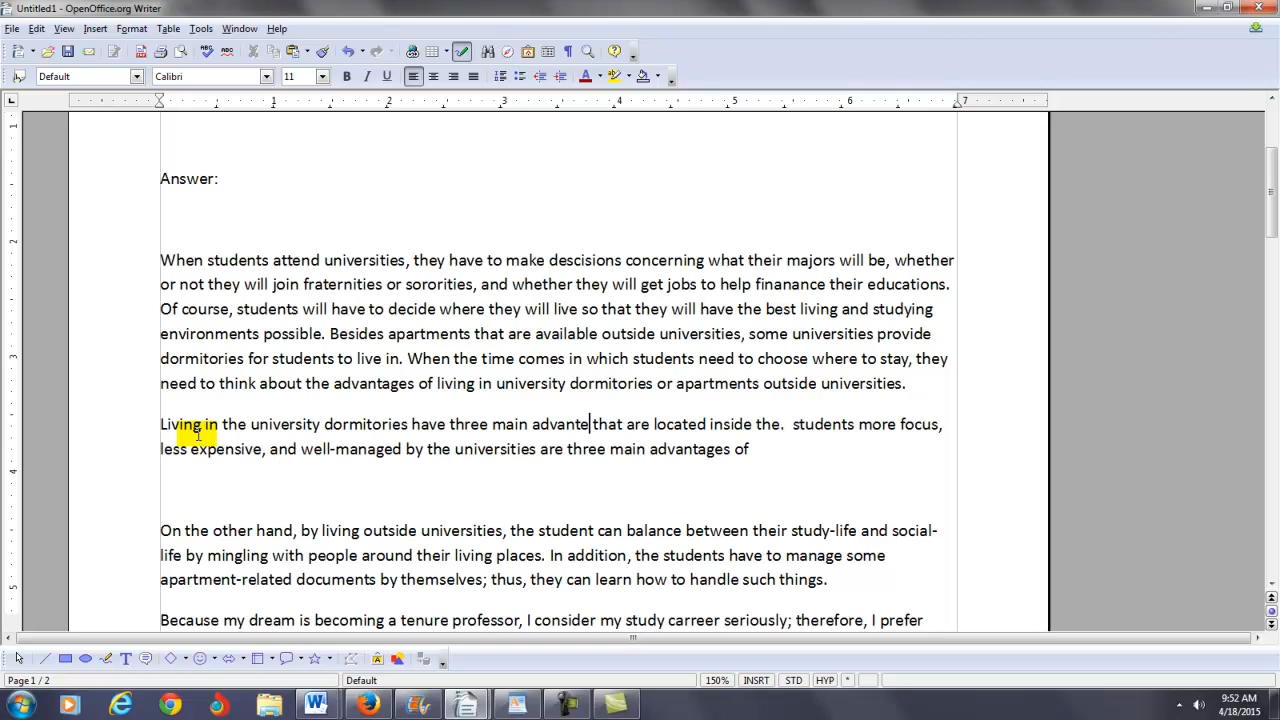 Untitled1 - OpenOffice.org Writer
File Edit View Insert Format Table Tools Window Help
Default Calibri 11
1 2 3 4 5 6 7
Answer:
When students attend universities, they have to make descisions concerning what their majors will be, whether
or not they will join fraternities or sororities, and whether they will get jobs to help finanance their educations.
Of course, students will have to decide where they will live so that they will have the best living and studying
environments possible. Besides apartments that are available outside universities, some universities provide
dormitories for students to live in. When the time comes in which students need to choose where to stay, they
need to think about the advantages of living in university dormitories or apartments outside universities.
Living in the university dormitories have three main advante that are located inside the.  students more focus,
less expensive, and well-managed by the universities are three main advantages of
On the other hand, by living outside universities, the student can balance between their study-life and social-
life by mingling with people around their living places. In addition, the students have to manage some
apartment-related documents by themselves; thus, they can learn how to handle such things.
Because my dream is becoming a tenure professor, I consider my study carreer seriously; therefore, I prefer
Page 1 / 2 Default 150% INSRT STD HYP *
9:52 AM
4/18/2015